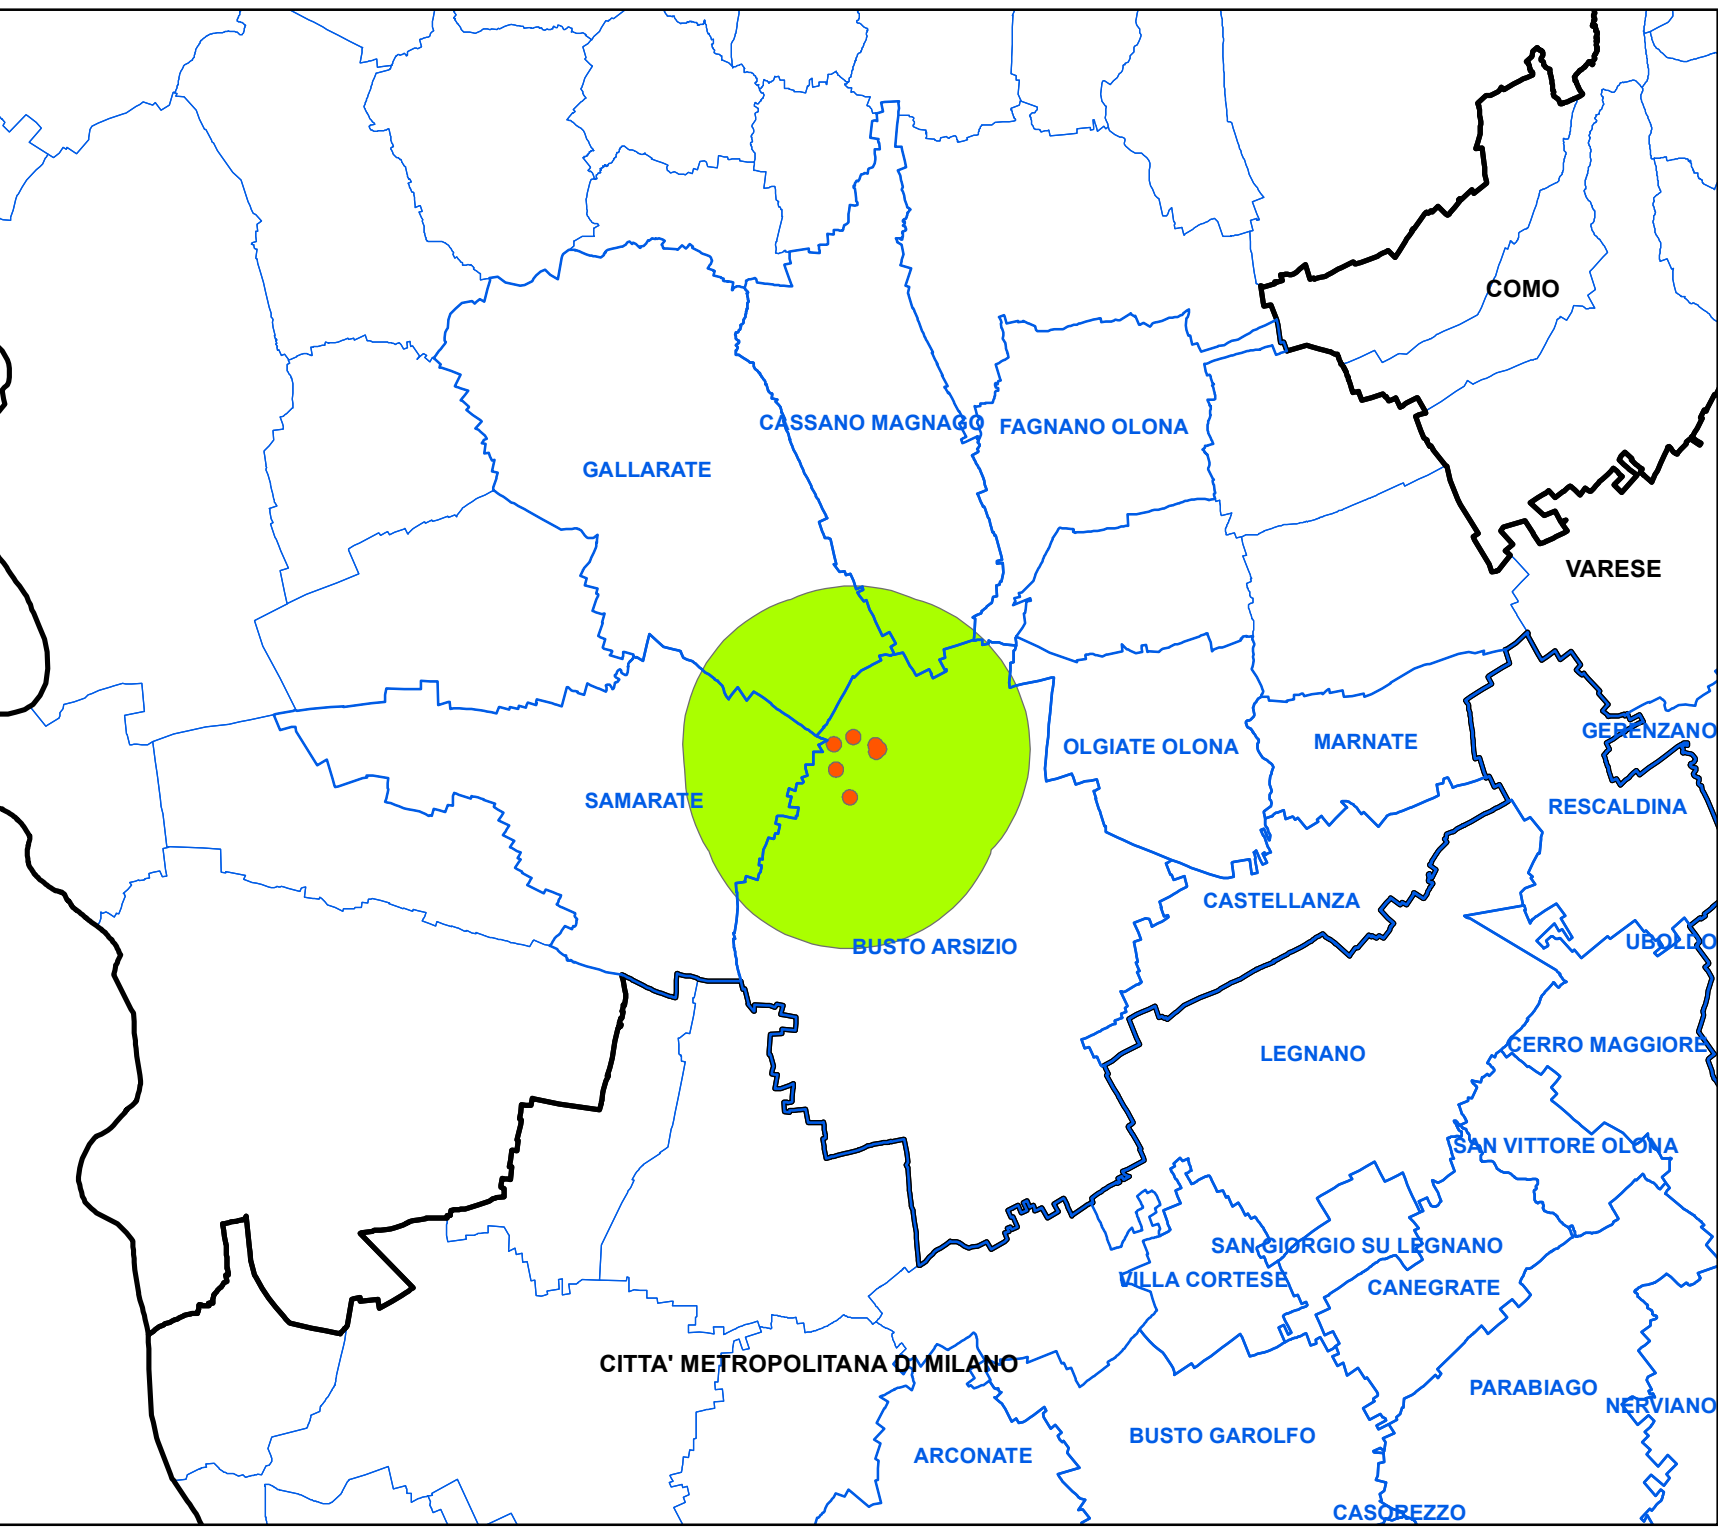 COMO
CASSANO MAGNAGO
FAGNANO OLONA
GALLARATE
VARESE
GERENZANO
OLGIATE OLONA
MARNATE
SAMARATE
RESCALDINA
CASTELLANZA
BUSTO ARSIZIO
UBOLDO
LEGNANO
CERRO MAGGIORE
SAN VITTORE OLONA
SAN GIORGIO SU LEGNANO
VILLA CORTESE
CANEGRATE
CITTA' METROPOLITANA DI MILANO
PARABIAGO
NERVIANO
BUSTO GAROLFO
ARCONATE
CASOREZZO